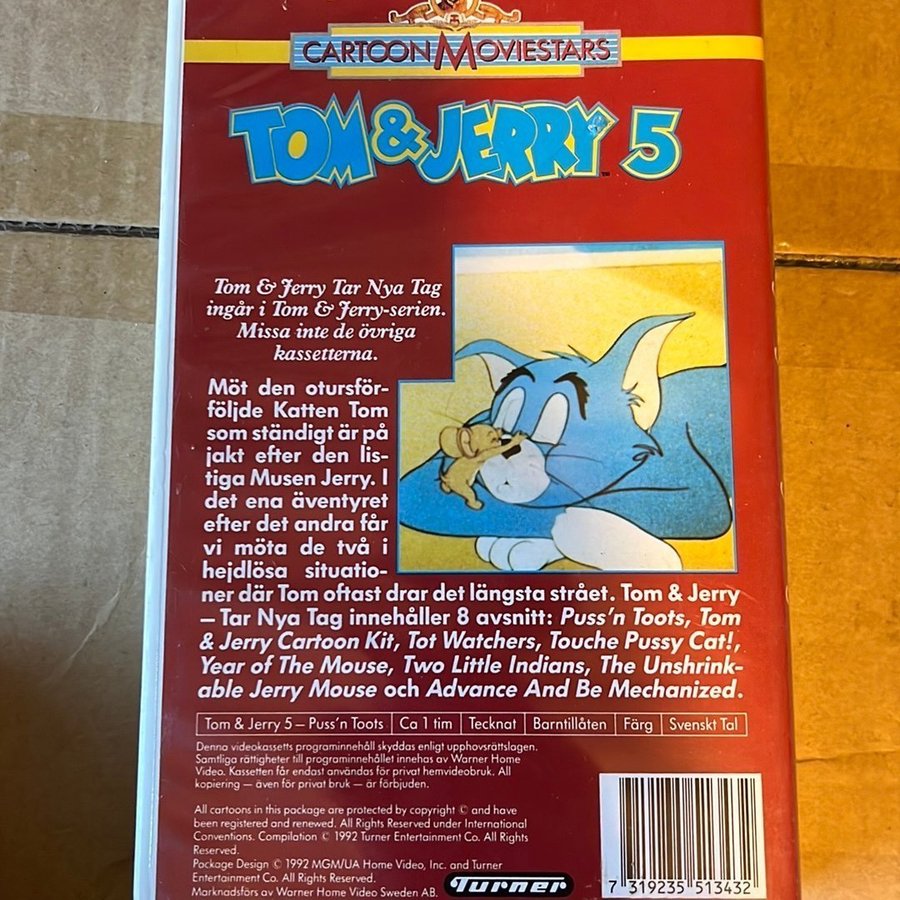 CARTOON MOVIESTARS
TOM & JERRY 5
Tom & Jerry Tar Nya Tag
ingår i Tom & Jerry-serien.
Missa inte de övriga
kassetterna.
Möt den otursför-
följde Katten Tom
som ständigt är på
jakt efter den lis-
tiga Musen Jerry. I
det ena äventyret
efter det andra får
vi möta de två i
hejdlösa situatio-
ner där Tom oftast drar det längsta strået. Tom & Jerry
– Tar Nya Tag innehåller 8 avsnitt: Puss'n Toots, Tom
& Jerry Cartoon Kit, Tot Watchers, Touche Pussy Cat!,
Year of The Mouse, Two Little Indians, The Unshrink-
able Jerry Mouse och Advance And Be Mechanized.
Tom & Jerry 5 – Puss'n Toots | Ca 1 tim | Tecknat | Barntillåten | Färg | Svenskt Tal
Denna videokassetts programinnehåll skyddas enligt upphovsrättslagen.
Samtliga rättigheter till programinnehållet innehas av Warner Home
Video. Kassetten får endast användas för privat hemvideobruk. All
kopiering — även för privat bruk — är förbjuden.
All cartoons in this package are protected by copyright © and have
been registered and renewed. All Rights Reserved under International
Conventions. Compilation © 1992 Turner Entertainment Co. All
Rights Reserved.
Package Design © 1992 MGM/UA Home Video, Inc. and Turner
Entertainment Co. All Rights Reserved.
Marknadsförs av Warner Home Video Sweden AB.
Turner
7 319235 513432